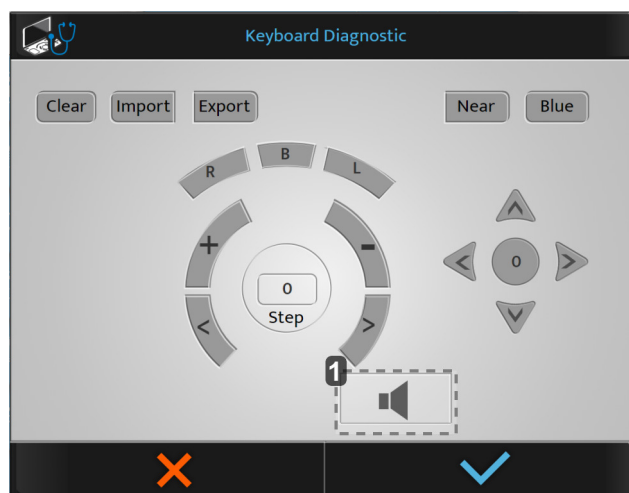 Keyboard Diagnostic
Clear Import Export Near Blue
R B L
+ -
0
Step
< >
0
1